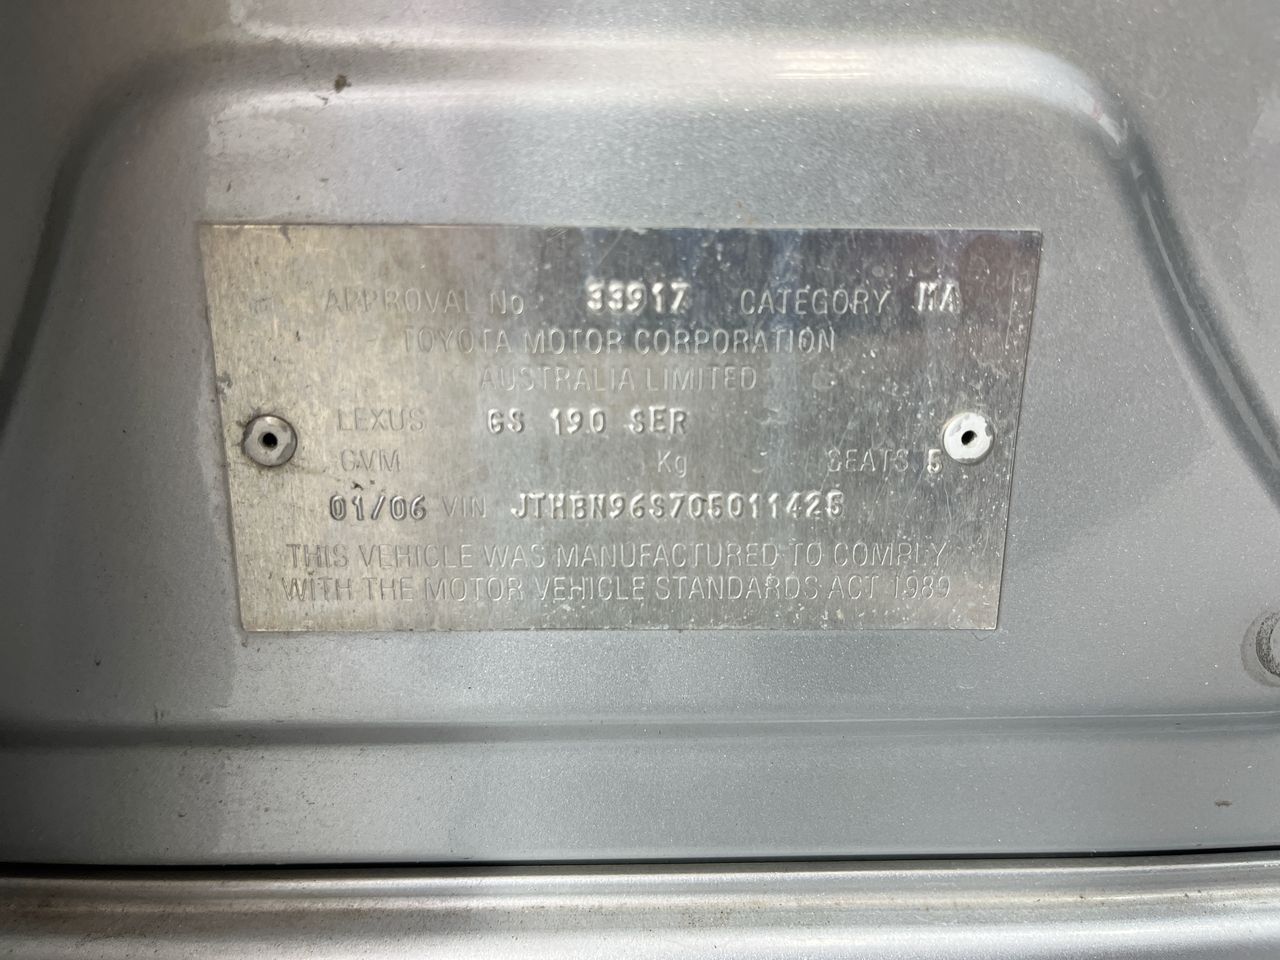 APPROVAL No 33917 CATEGORY MA
TOYOTA MOTOR CORPORATION
AUSTRALIA LIMITED
LEXUS GS 190 SER
GVM Kg SEATS 5
01/06 VIN JTHBN96S705011425
THIS VEHICLE WAS MANUFACTURED TO COMPLY
WITH THE MOTOR VEHICLE STANDARDS ACT 1989